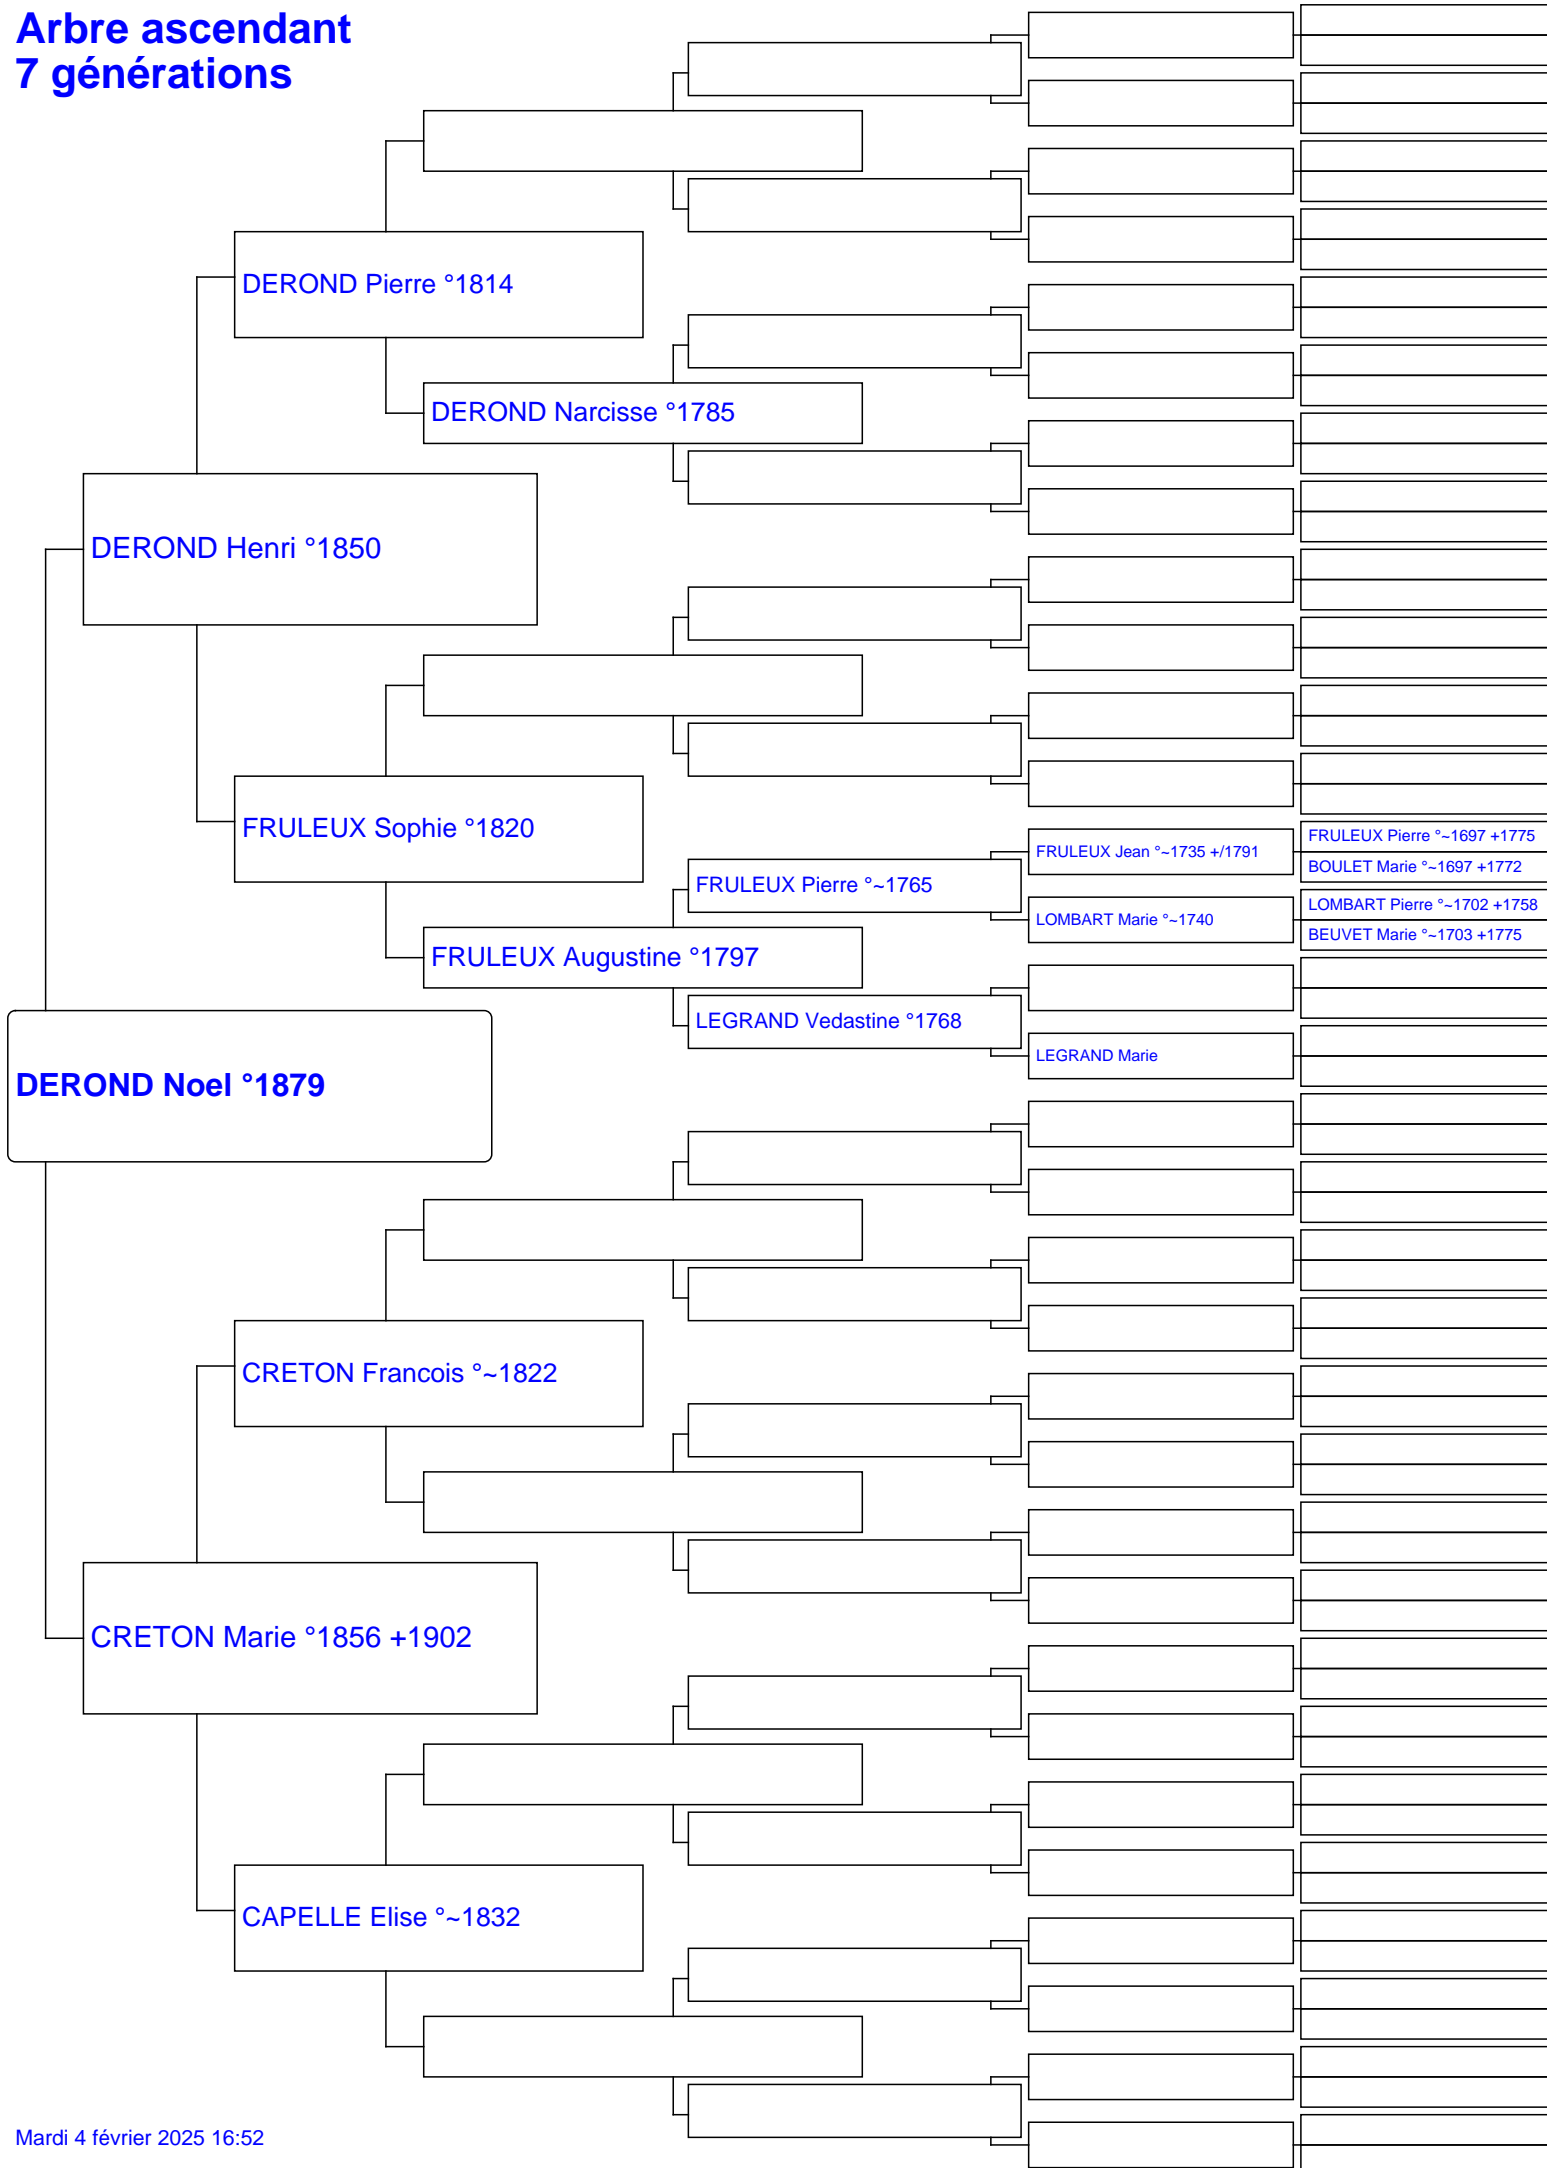 Arbre ascendant
7 générations
DEROND Pierre °1814
DEROND Narcisse °1785
DEROND Henri °1850
FRULEUX Sophie °1820
FRULEUX Jean °~1735 +/1791
FRULEUX Pierre °~1697 +1775
BOULET Marie °~1697 +1772
FRULEUX Pierre °~1765
LOMBART Marie °~1740
LOMBART Pierre °~1702 +1758
BEUVET Marie °~1703 +1775
FRULEUX Augustine °1797
LEGRAND Vedastine °1768
LEGRAND Marie
DEROND Noel °1879
CRETON Francois °~1822
CRETON Marie °1856 +1902
CAPELLE Elise °~1832
Mardi 4 février 2025 16:52